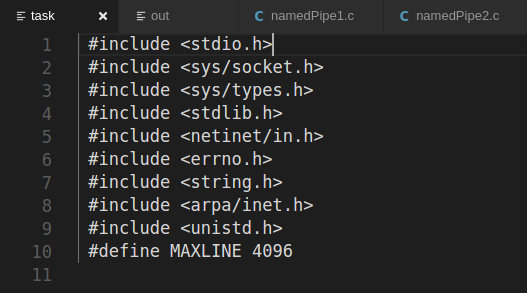 task × out C namedPipe1.c C namedPipe2.c
1 #include <stdio.h>
2 #include <sys/socket.h>
3 #include <sys/types.h>
4 #include <stdlib.h>
5 #include <netinet/in.h>
6 #include <errno.h>
7 #include <string.h>
8 #include <arpa/inet.h>
9 #include <unistd.h>
10 #define MAXLINE 4096
11